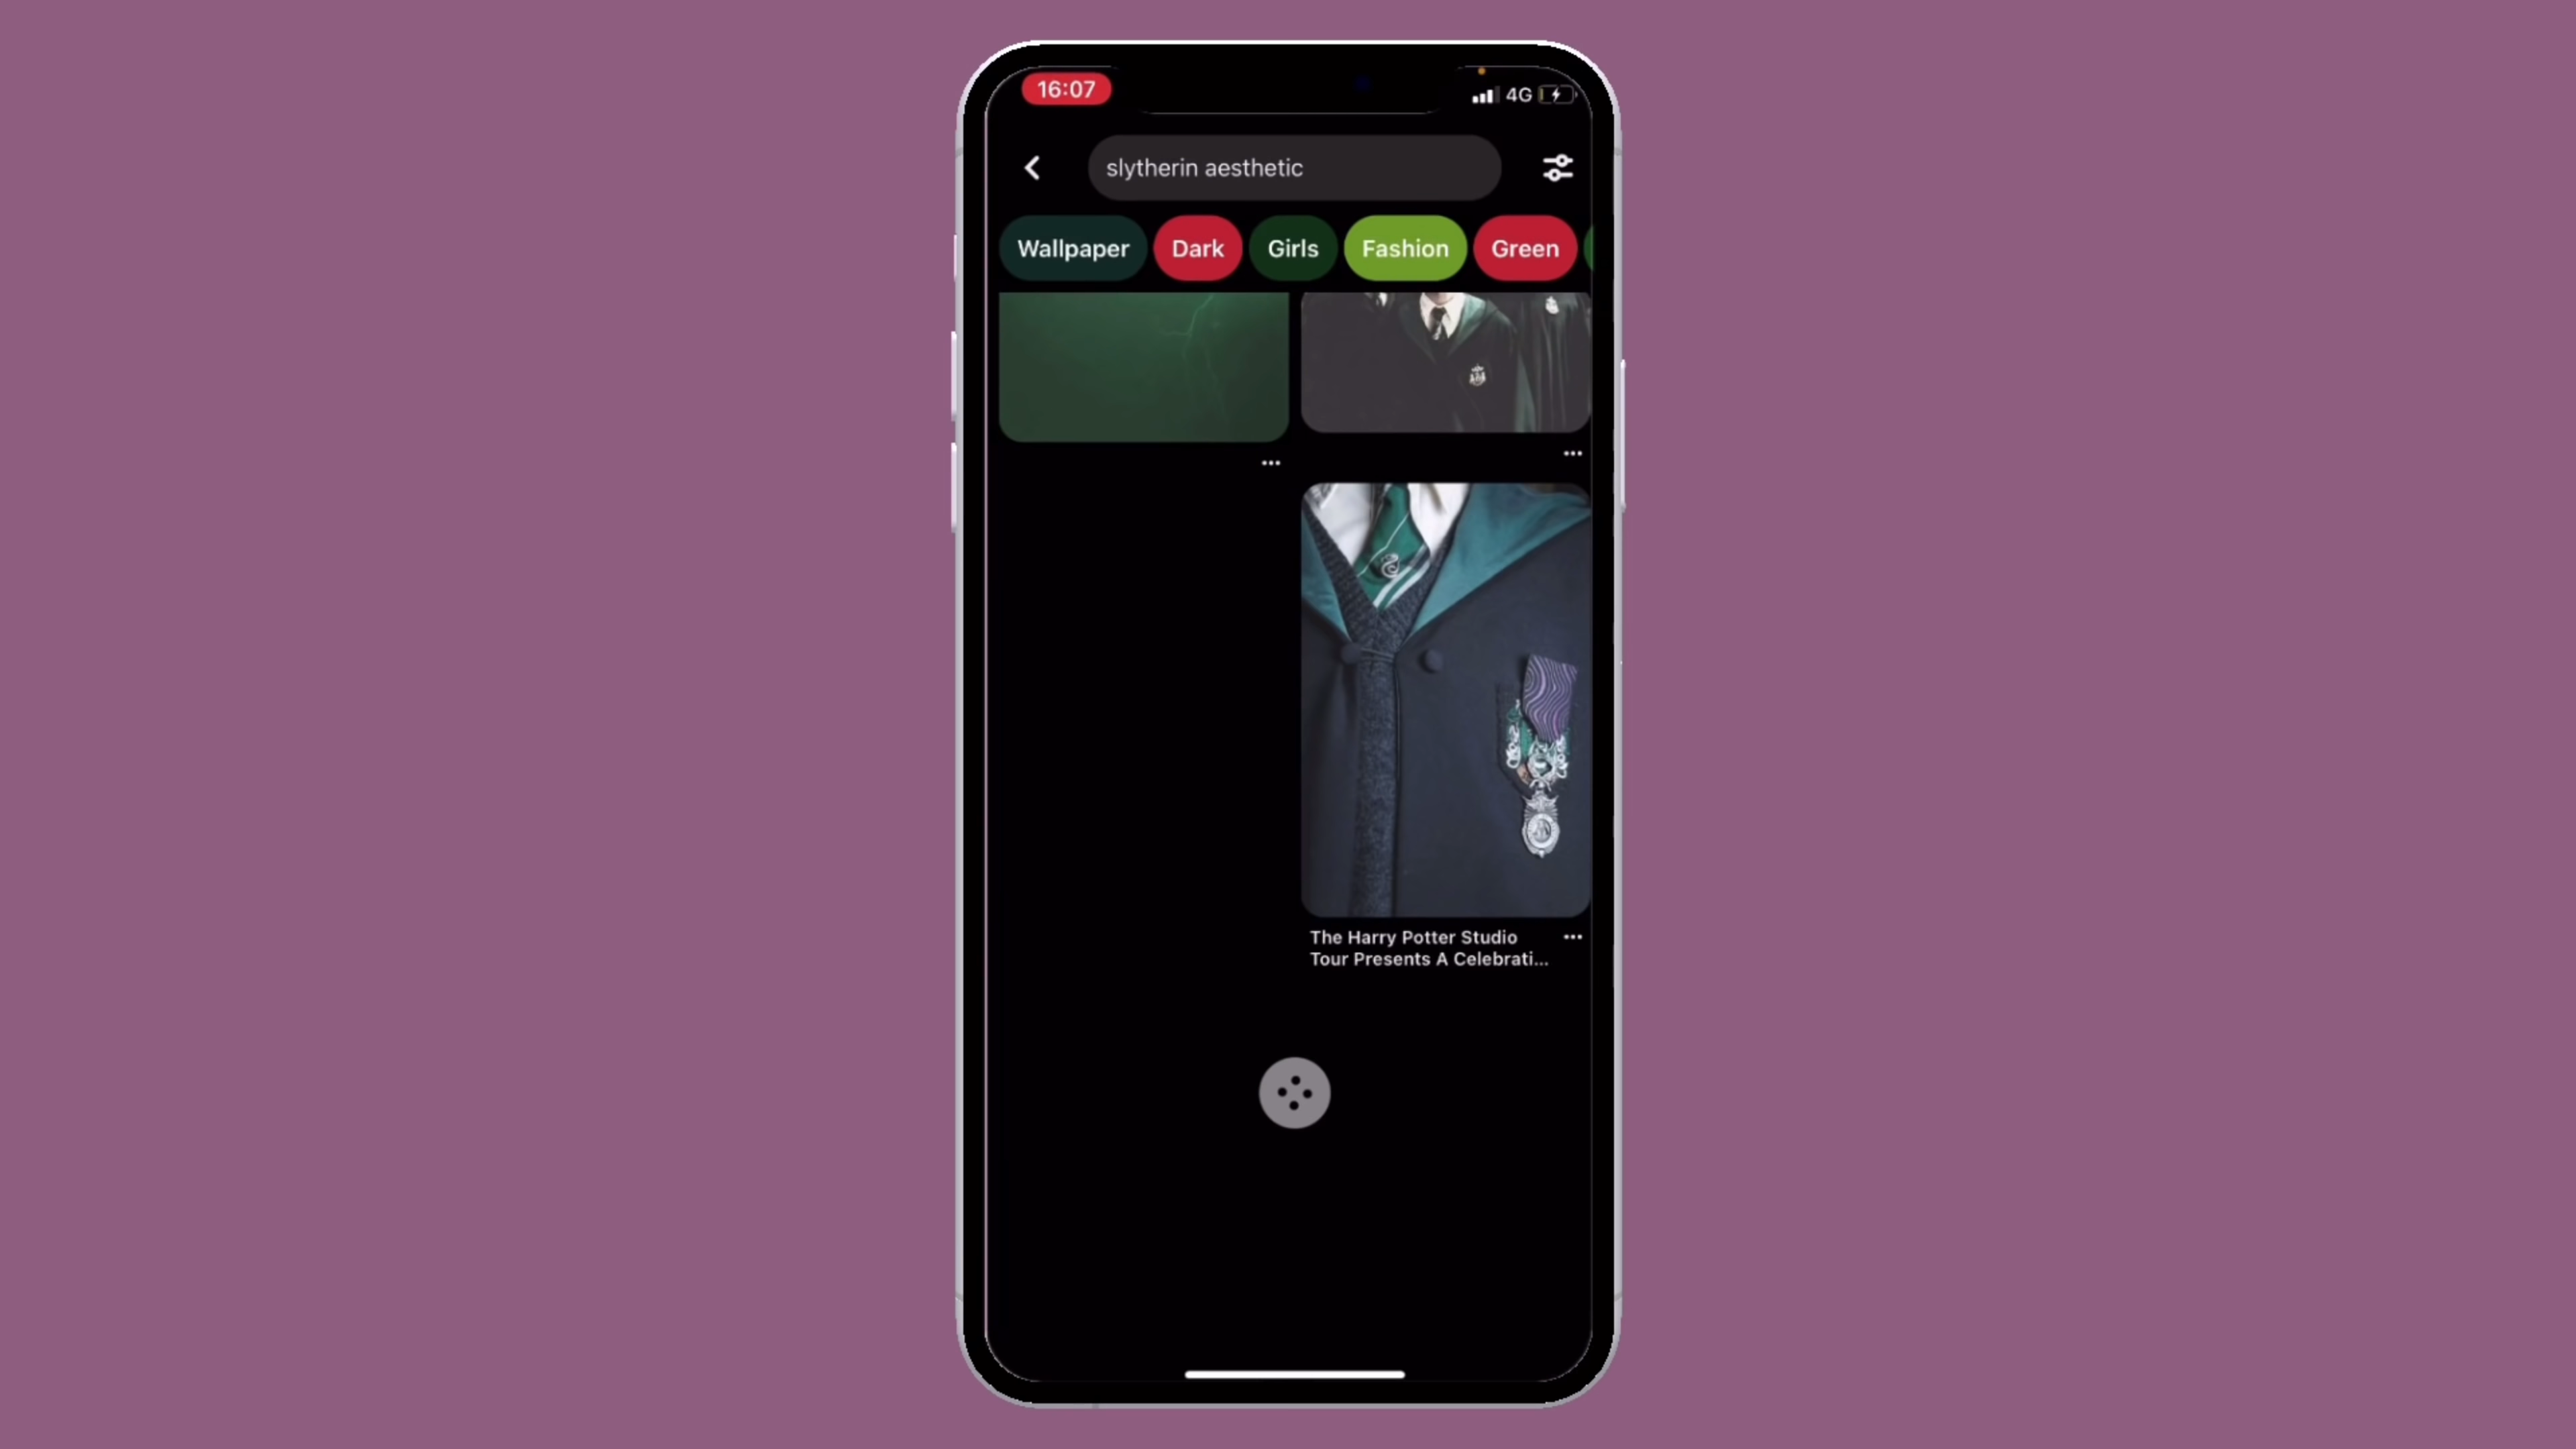 16:07
4G
slytherin aesthetic
Wallpaper
Dark
Girls
Fashion
Green
The Harry Potter Studio
Tour Presents A Celebrati...